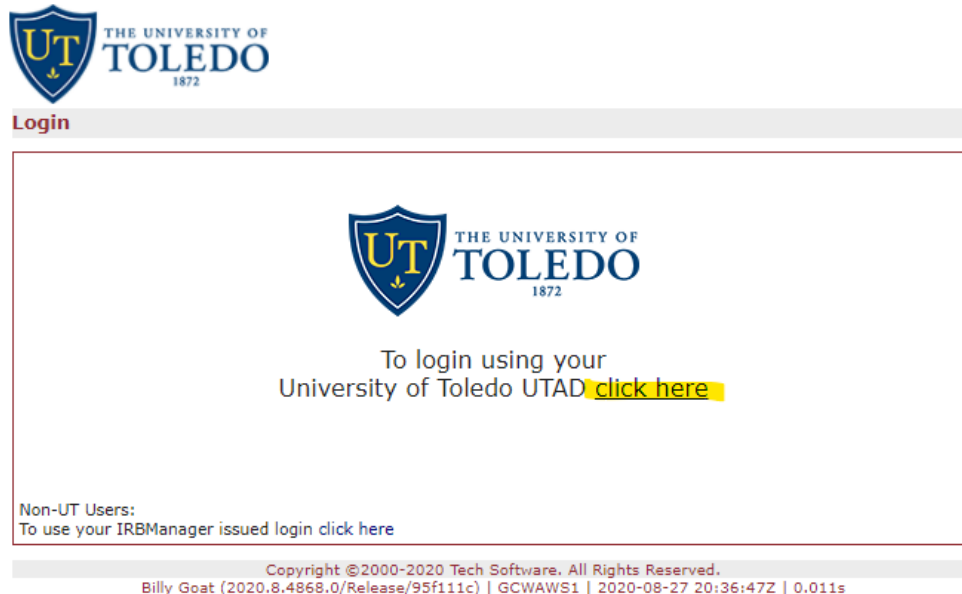 UT
THE UNIVERSITY OF
TOLEDO
1872
Login
UT
THE UNIVERSITY OF
TOLEDO
1872
To login using your
University of Toledo UTAD click here
Non-UT Users:
To use your IRBManager issued login click here
Copyright ©2000-2020 Tech Software. All Rights Reserved.
Billy Goat (2020.8.4868.0/Release/95f111c) | GCWAWS1 | 2020-08-27 20:36:47Z | 0.011s